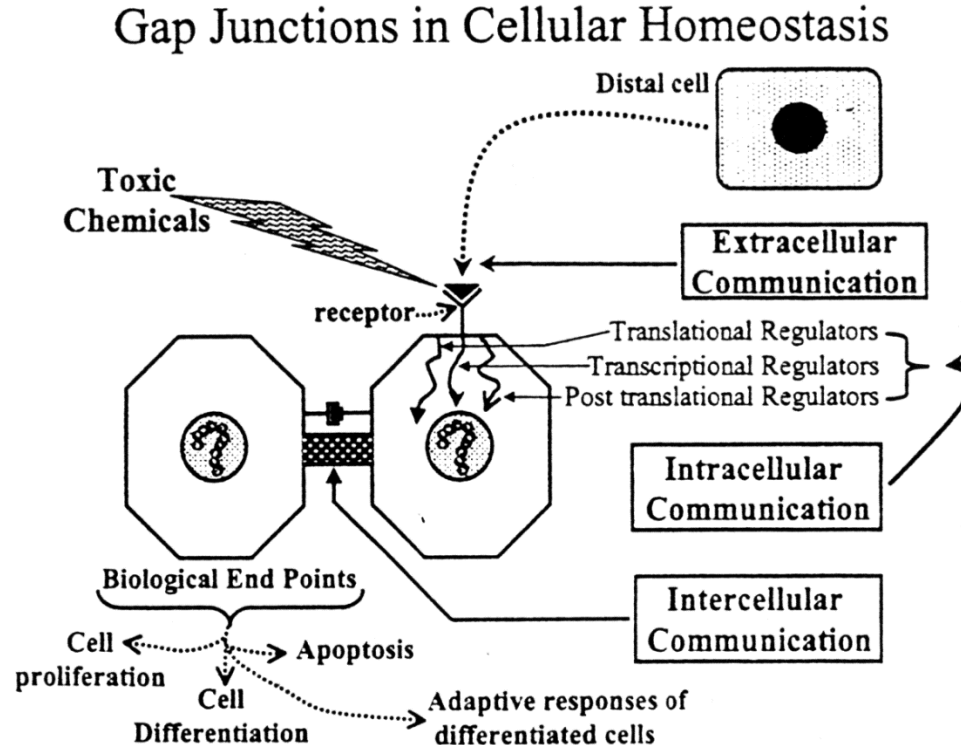 Gap Junctions in Cellular Homeostasis
Distal cell
Toxic
Chemicals
Extracellular
Communication
receptor
Translational Regulators
Transcriptional Regulators
Post translational Regulators
Intracellular
Communication
Biological End Points
Intercellular
Communication
Cell
proliferation
Apoptosis
Cell
Differentiation
Adaptive responses of
differentiated cells